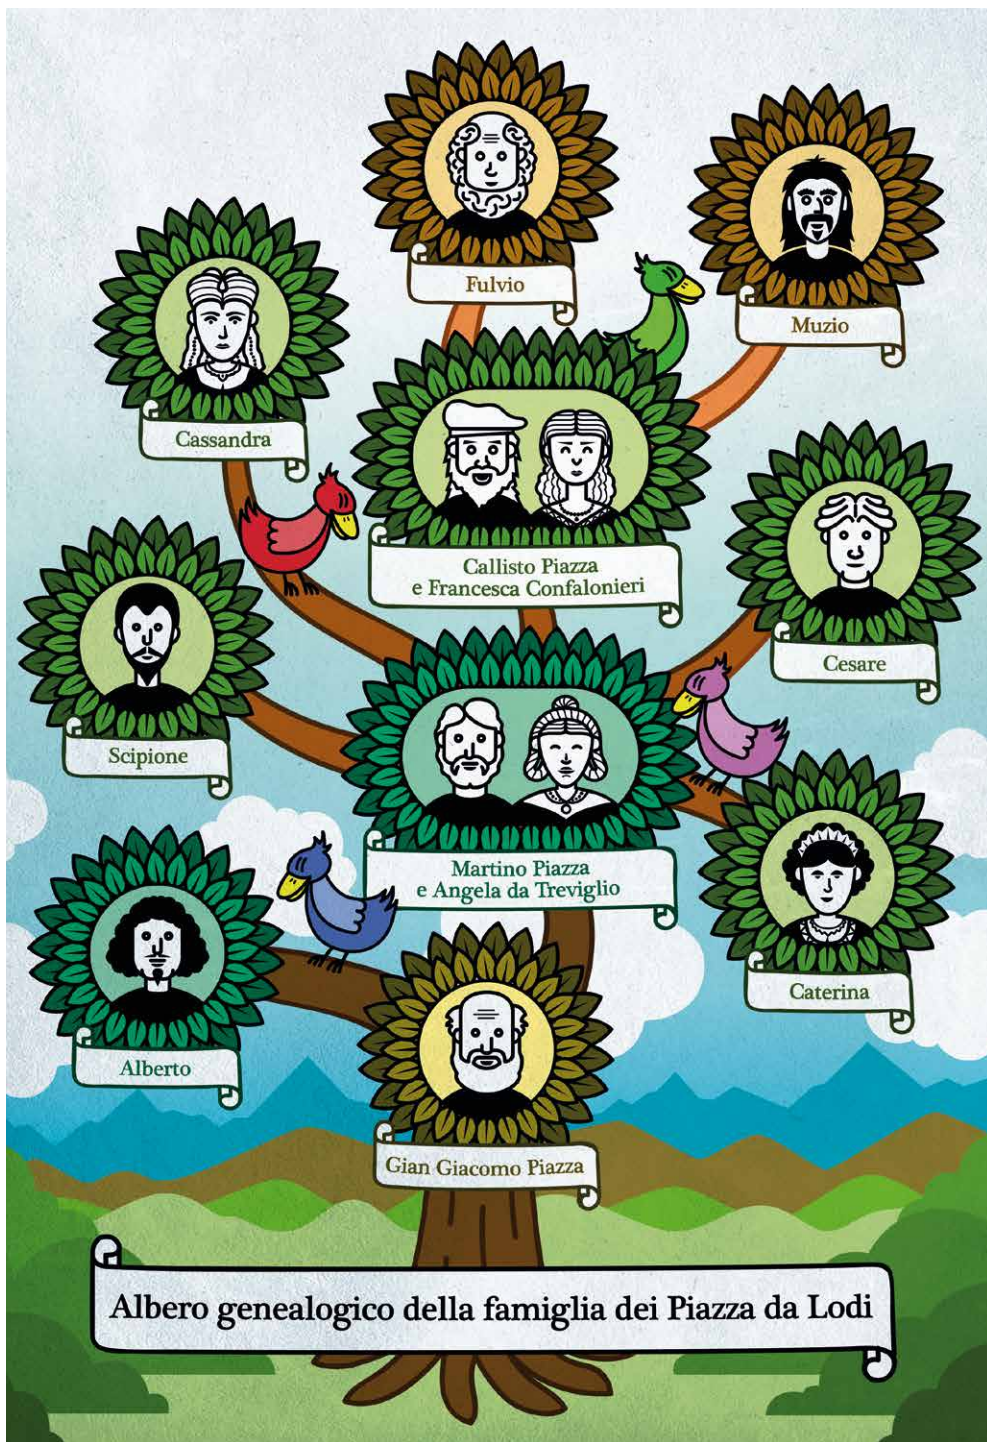 Fulvio
Muzio
Cassandra
Callisto Piazza
e Francesca Confalonieri
Cesare
Scipione
Martino Piazza
e Angela da Treviglio
Caterina
Alberto
Gian Giacomo Piazza
Albero genealogico della famiglia dei Piazza da Lodi